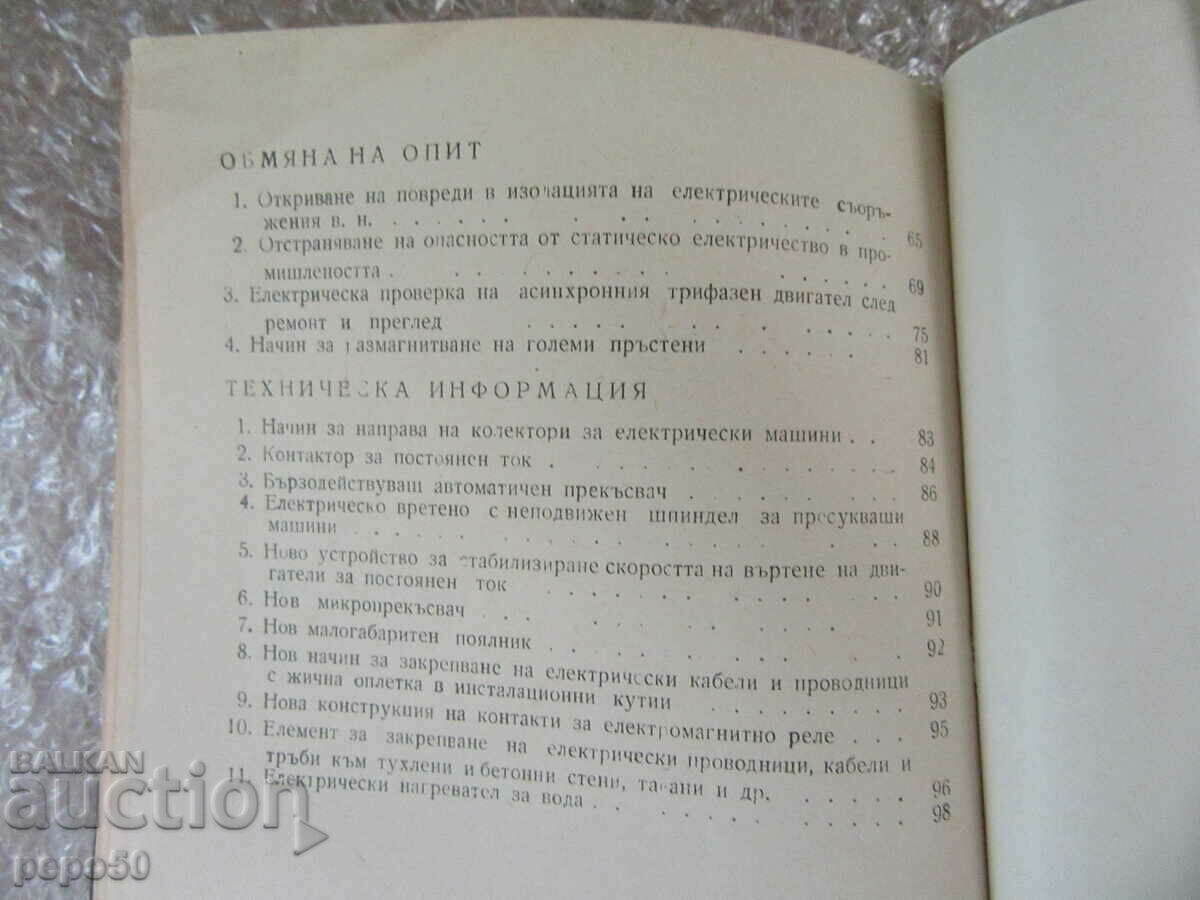 ОБМЯНА НА ОПИТ
1. Откриване на повреди в изолацията на електрическите съоръ-
жения в. н. . . . . . . . . . . . 65
2. Отстраняване на опасността от статическо електричество в про-
мишлеността . . . . . . . . . . 69
3. Електрическа проверка на асинхронния трифазен двигател след
ремонт и преглед . . . . . . . . . . 75
4. Начин за размагнитване на големи пръстени . . . . . . 81
ТЕХНИЧЕСКА ИНФОРМАЦИЯ
1. Начин за направа на колектори за електрически машини . . 83
2. Контактор за постоянен ток . . . . . . . . . 84
3. Бързодействуващ автоматичен прекъсвач . . . . . . . 86
4. Електрическо вретено с неподвижен шпиндел за пресукващи
машини . . . . . . . . . . . . . 88
5. Ново устройство за стабилизиране скоростта на въртене на дви-
гатели за постоянен ток . . . . . . . . . . 90
6. Нов микропрекъсвач . . . . . . . . . . . 91
7. Нов малогабаритен поялник . . . . . . . . . . 92
8. Нов начин за закрепване на електрически кабели и проводници
с жична оплетка в инсталационни кутии . . . . . . . 93
9. Нова конструкция на контакти за електромагнитно реле . . . 95
10. Елемент за закрепване на електрически проводници, кабели и
тръби към тухлени и бетонни стени, тавани и др. . . . . . 96
11. Електрически нагревател за вода . . . . . . . . . 98
BALKAN
auction
pepo50